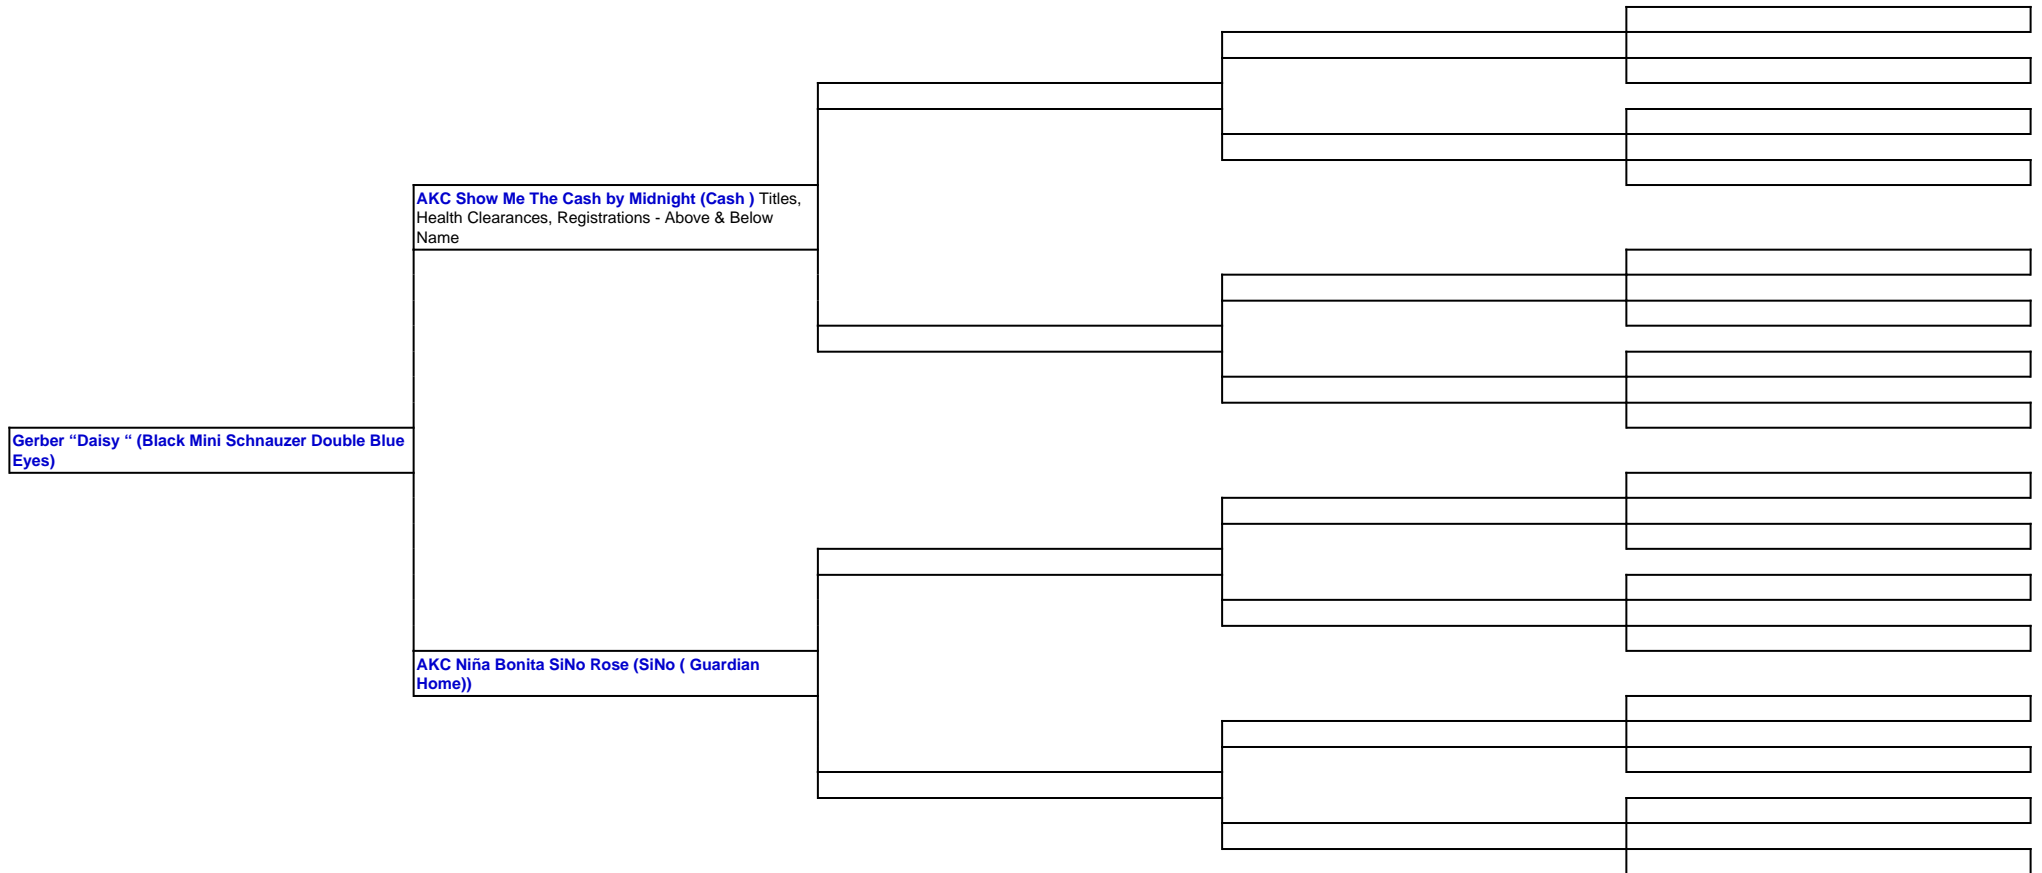 AKC Show Me The Cash by Midnight (Cash ) Titles,
Health Clearances, Registrations - Above & Below
Name
Gerber “Daisy “ (Black Mini Schnauzer Double Blue
Eyes)
AKC Niña Bonita SiNo Rose (SiNo ( Guardian
Home))